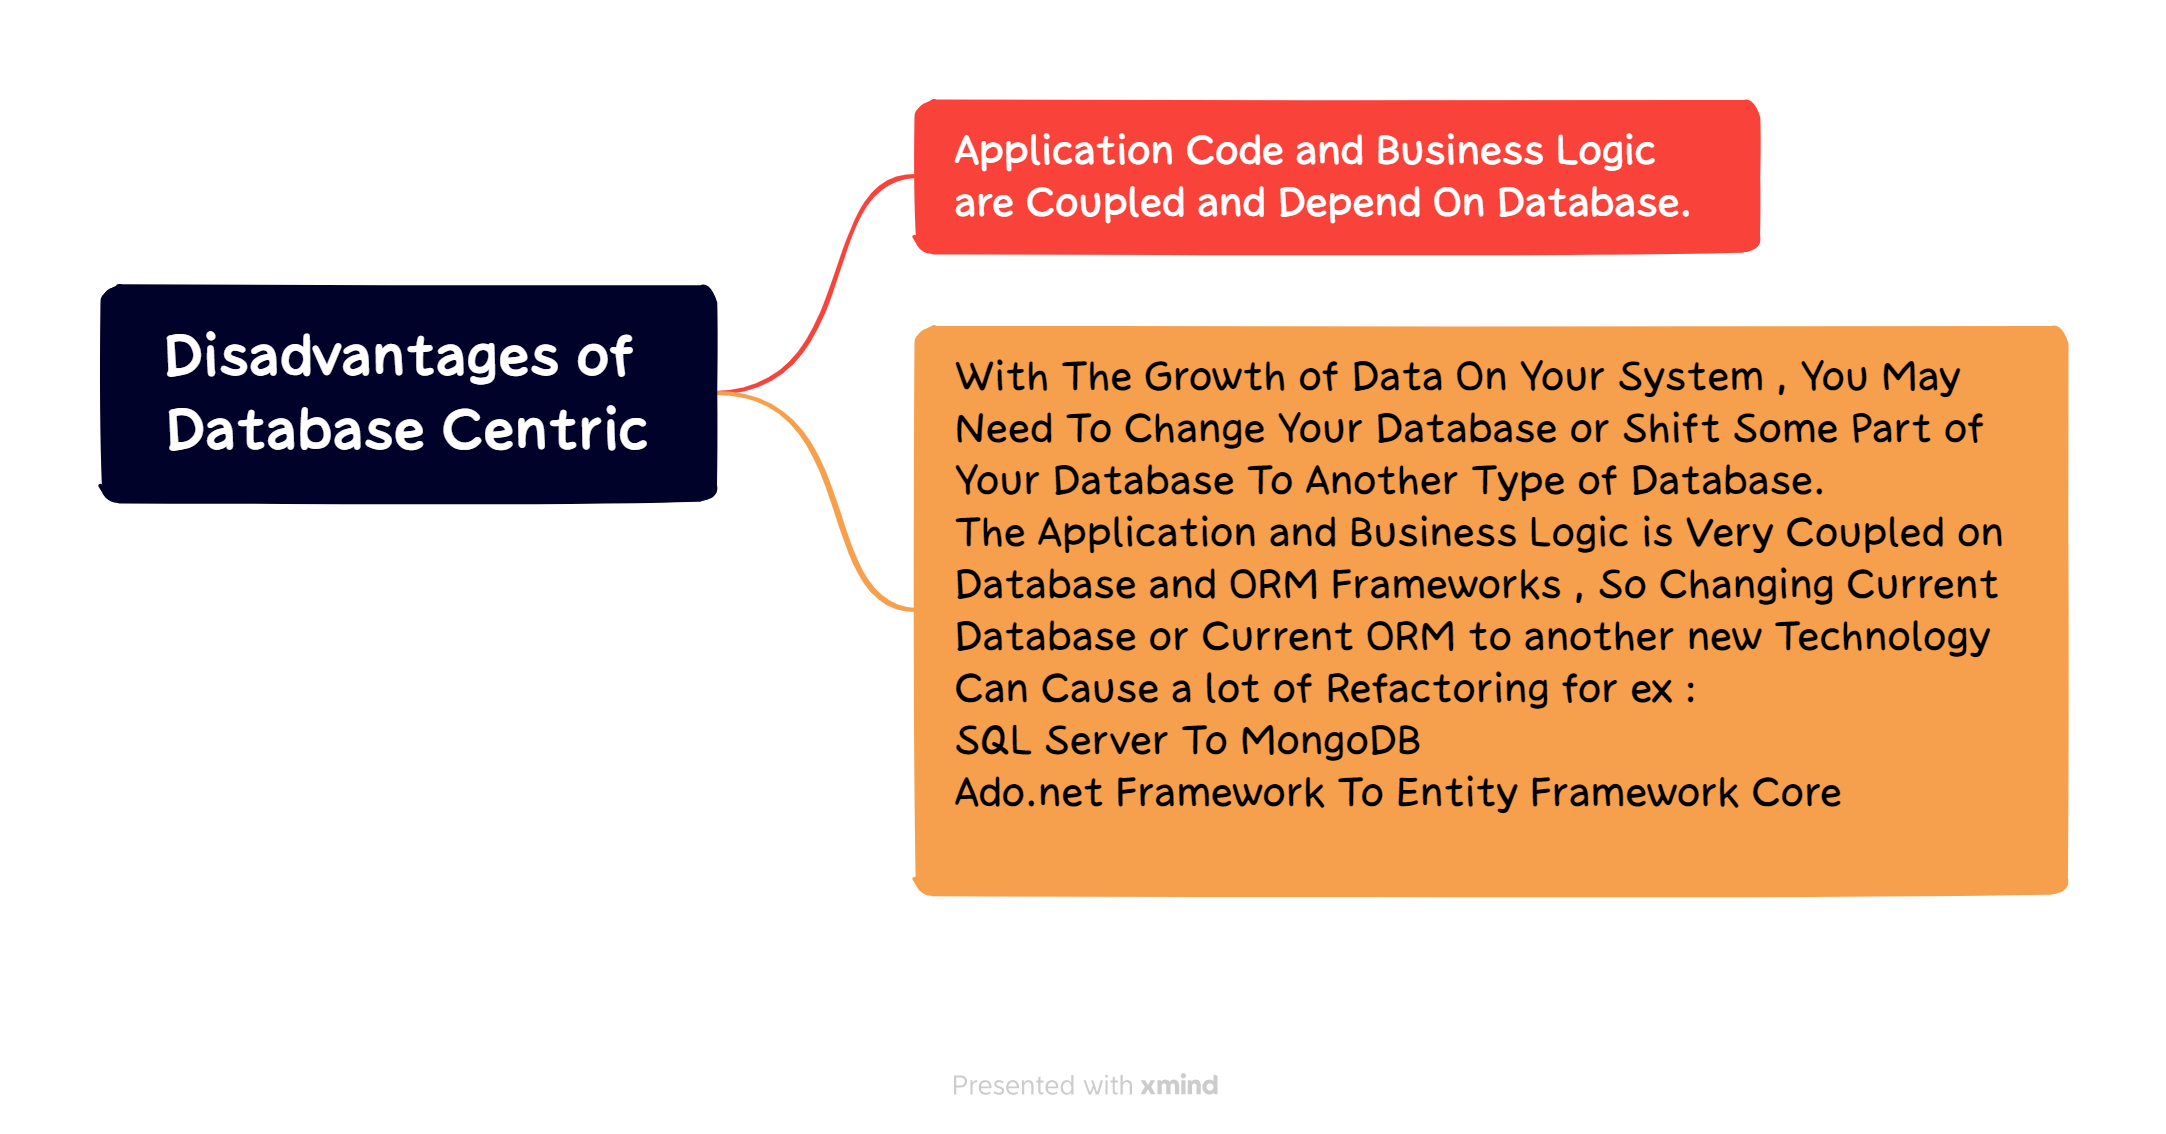 Disadvantages of
Database Centric
Application Code and Business Logic
are Coupled and Depend On Database.
With The Growth of Data On Your System , You May
Need To Change Your Database or Shift Some Part of
Your Database To Another Type of Database.
The Application and Business Logic is Very Coupled on
Database and ORM Frameworks , So Changing Current
Database or Current ORM to another new Technology
Can Cause a lot of Refactoring for ex :
SQL Server To MongoDB
Ado.net Framework To Entity Framework Core
Presented with xmind